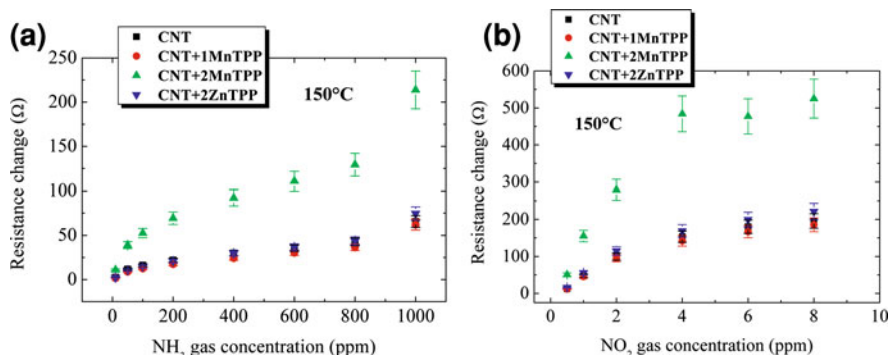 (a)
CNT
CNT+1MnTPP
CNT+2MnTPP
CNT+2ZnTPP
150°C
Resistance change (Ω)
250
200
150
100
50
0
0 200 400 600 800 1000
NH₃ gas concentration (ppm)
(b)
CNT
CNT+1MnTPP
CNT+2MnTPP
CNT+2ZnTPP
150°C
Resistance change (Ω)
600
500
400
300
200
100
0
0 2 4 6 8 10
NO₂ gas concentration (ppm)